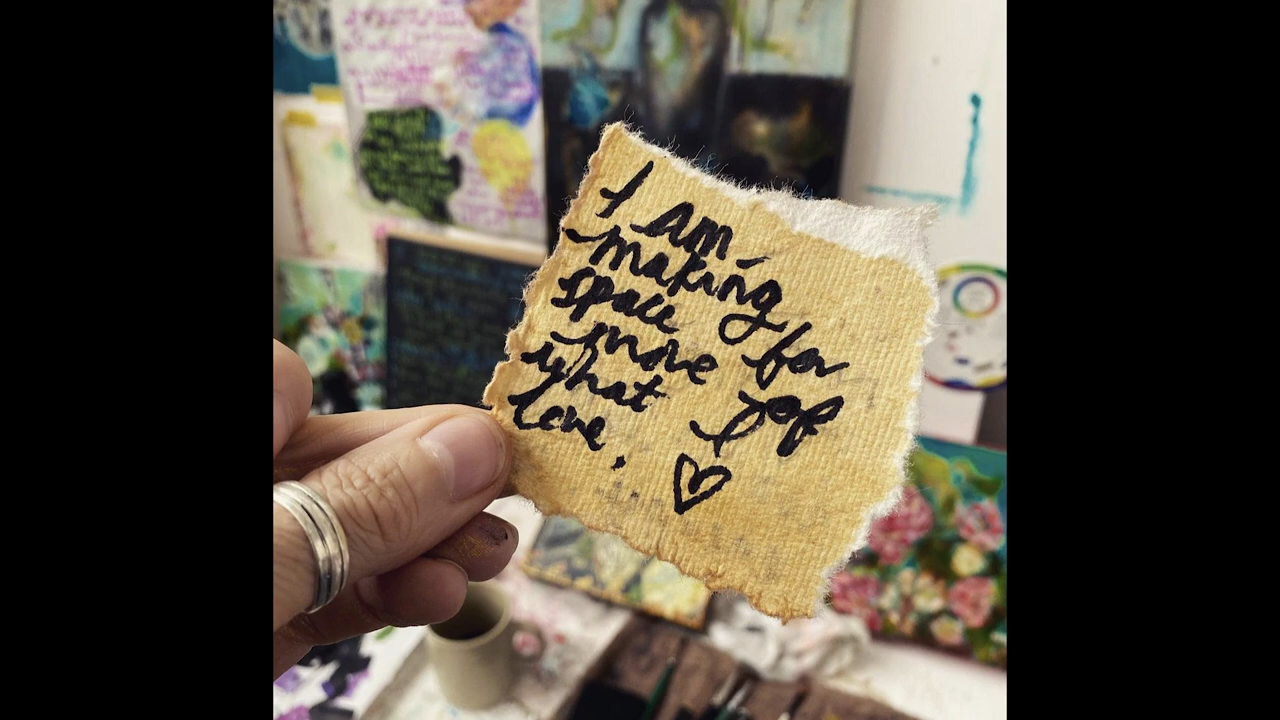 I am
making
space for
more of
what I
love. ♡